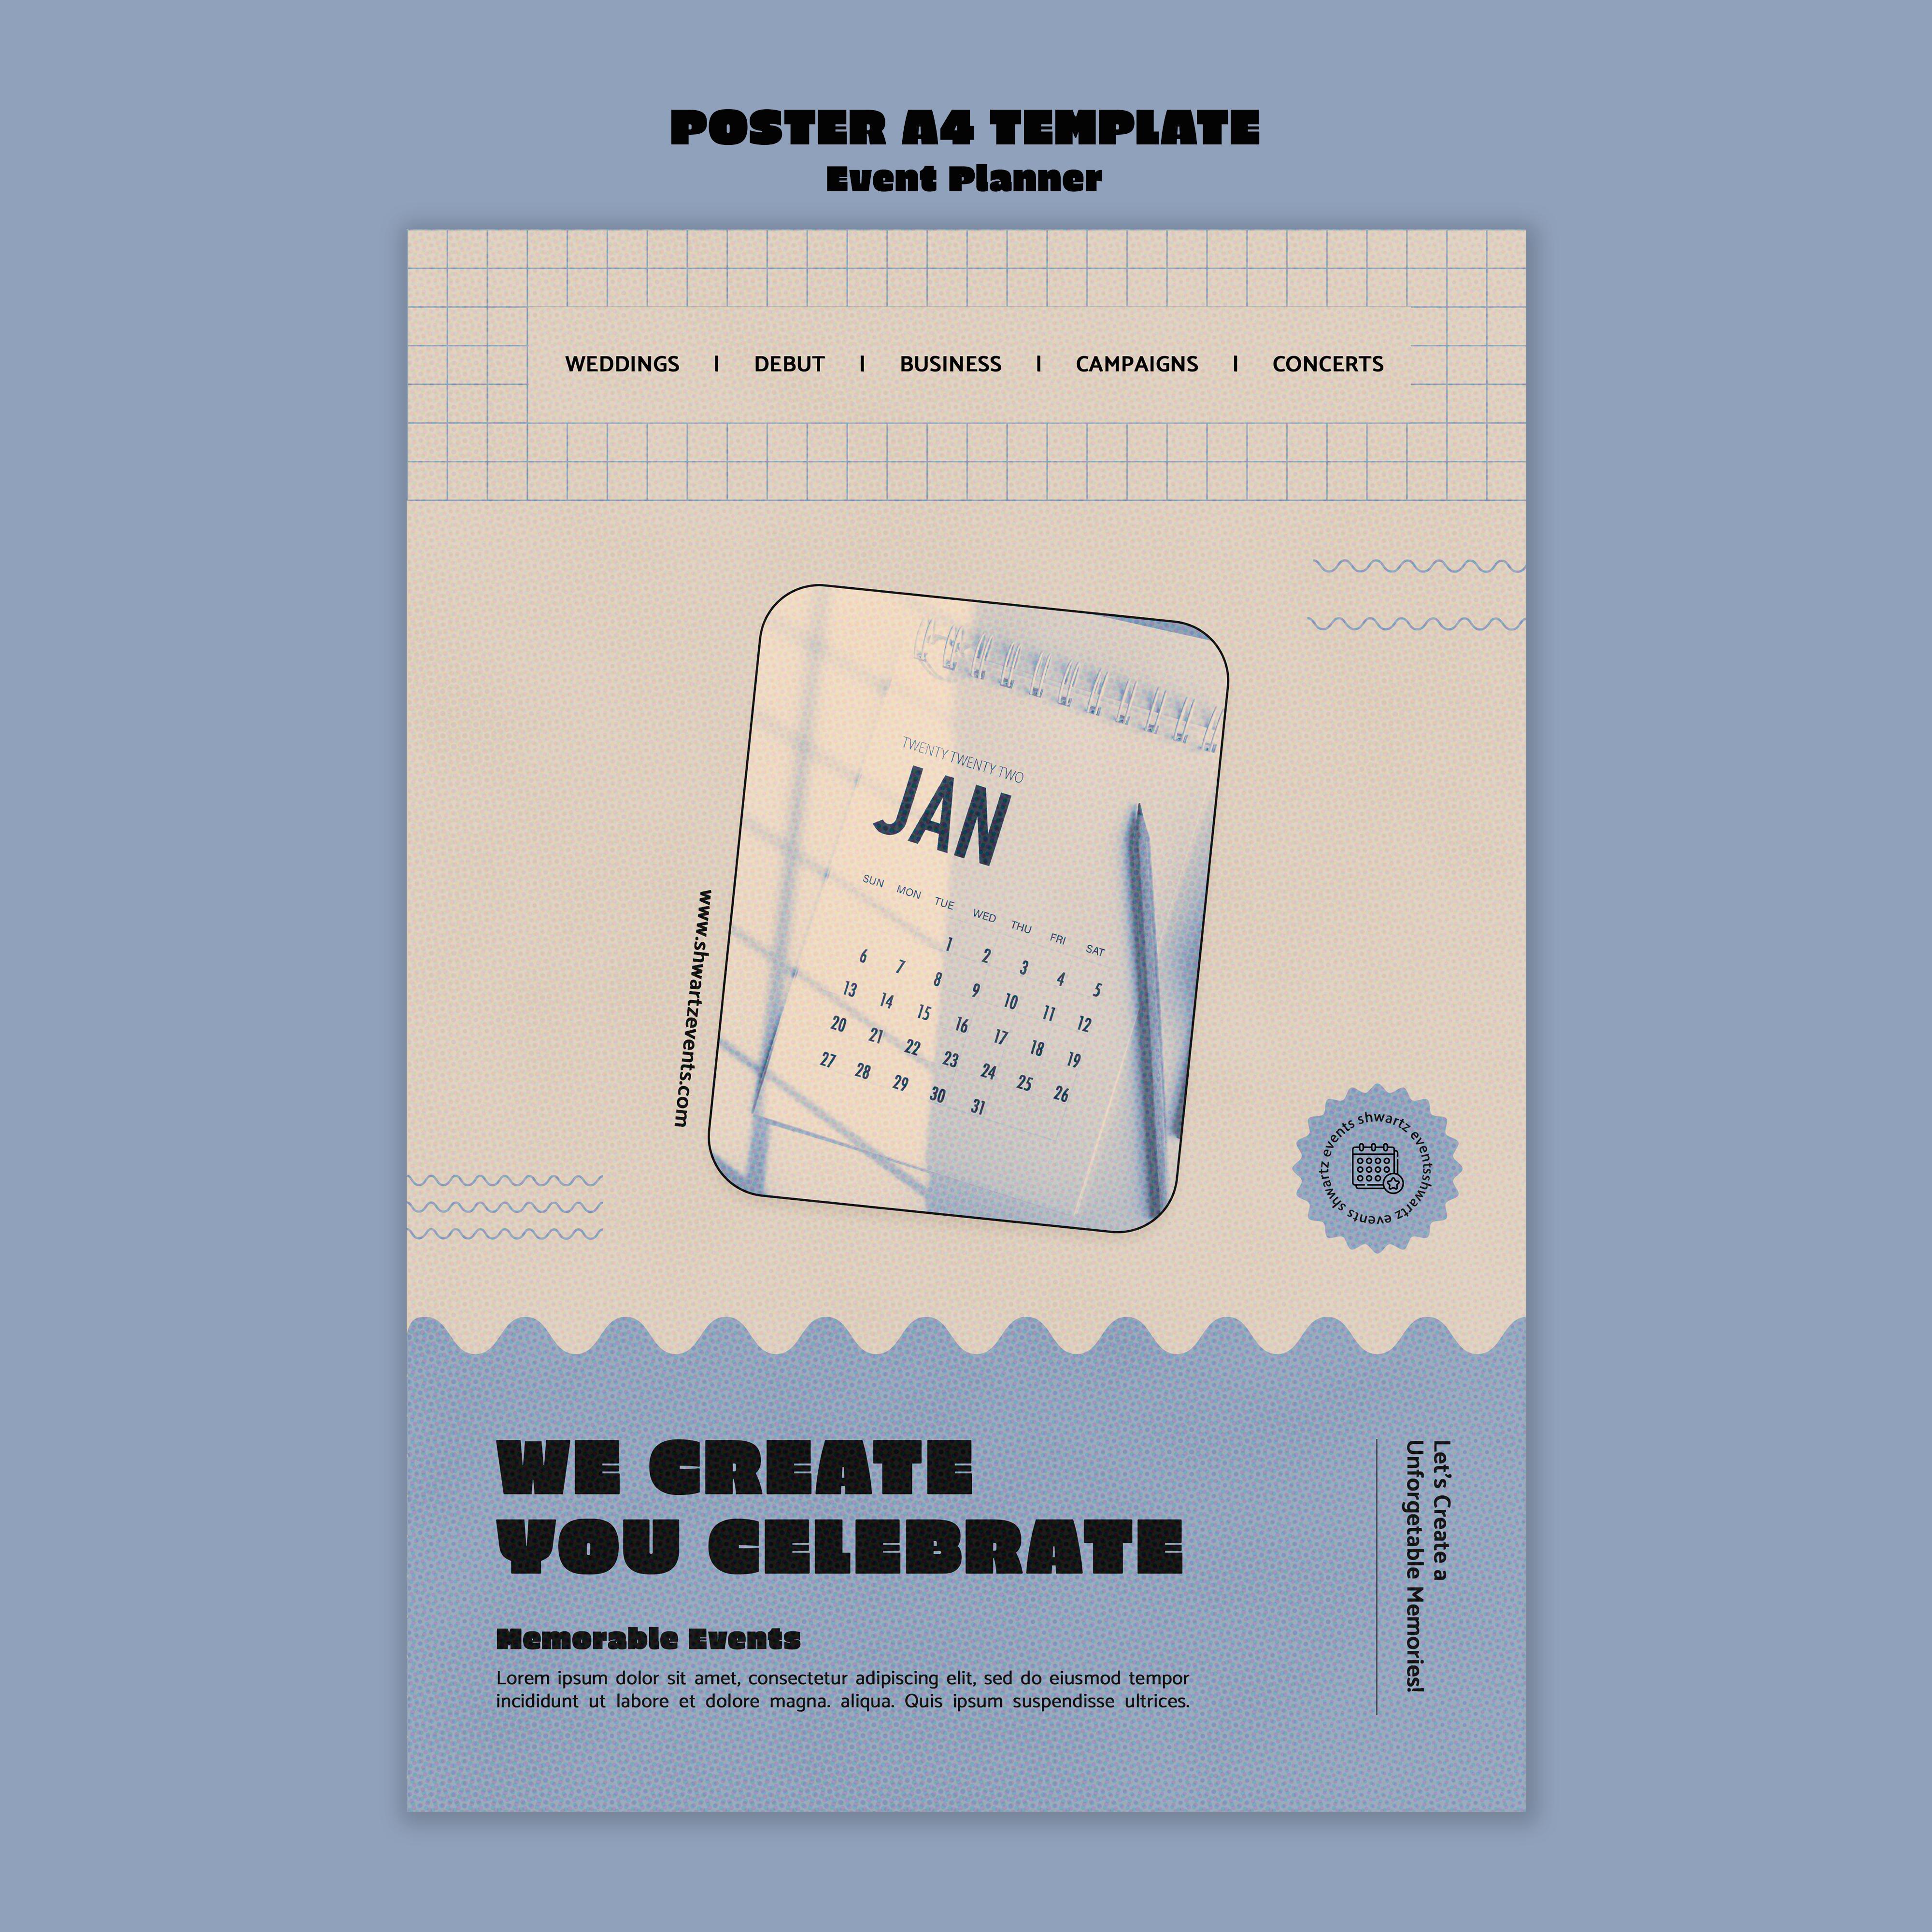 POSTER A4 TEMPLATE
Event Planner
WEDDINGS | DEBUT | BUSINESS | CAMPAIGNS | CONCERTS
TWENTY TWENTY TWO
JAN
SUN MON TUE WED THU FRI SAT
1 2 3 4 5
6 7 8 9 10 11 12
13 14 15 16 17 18 19
20 21 22 23 24 25 26
27 28 29 30 31
www.shwartzevents.com
shwartz events shwartz eventsshwartz events
WE CREATE
YOU CELEBRATE
Memorable Events
Lorem ipsum dolor sit amet, consectetur adipiscing elit, sed do eiusmod tempor
incididunt ut labore et dolore magna. aliqua. Quis ipsum suspendisse ultrices.
Let's Create a
Unforgetable Memories!